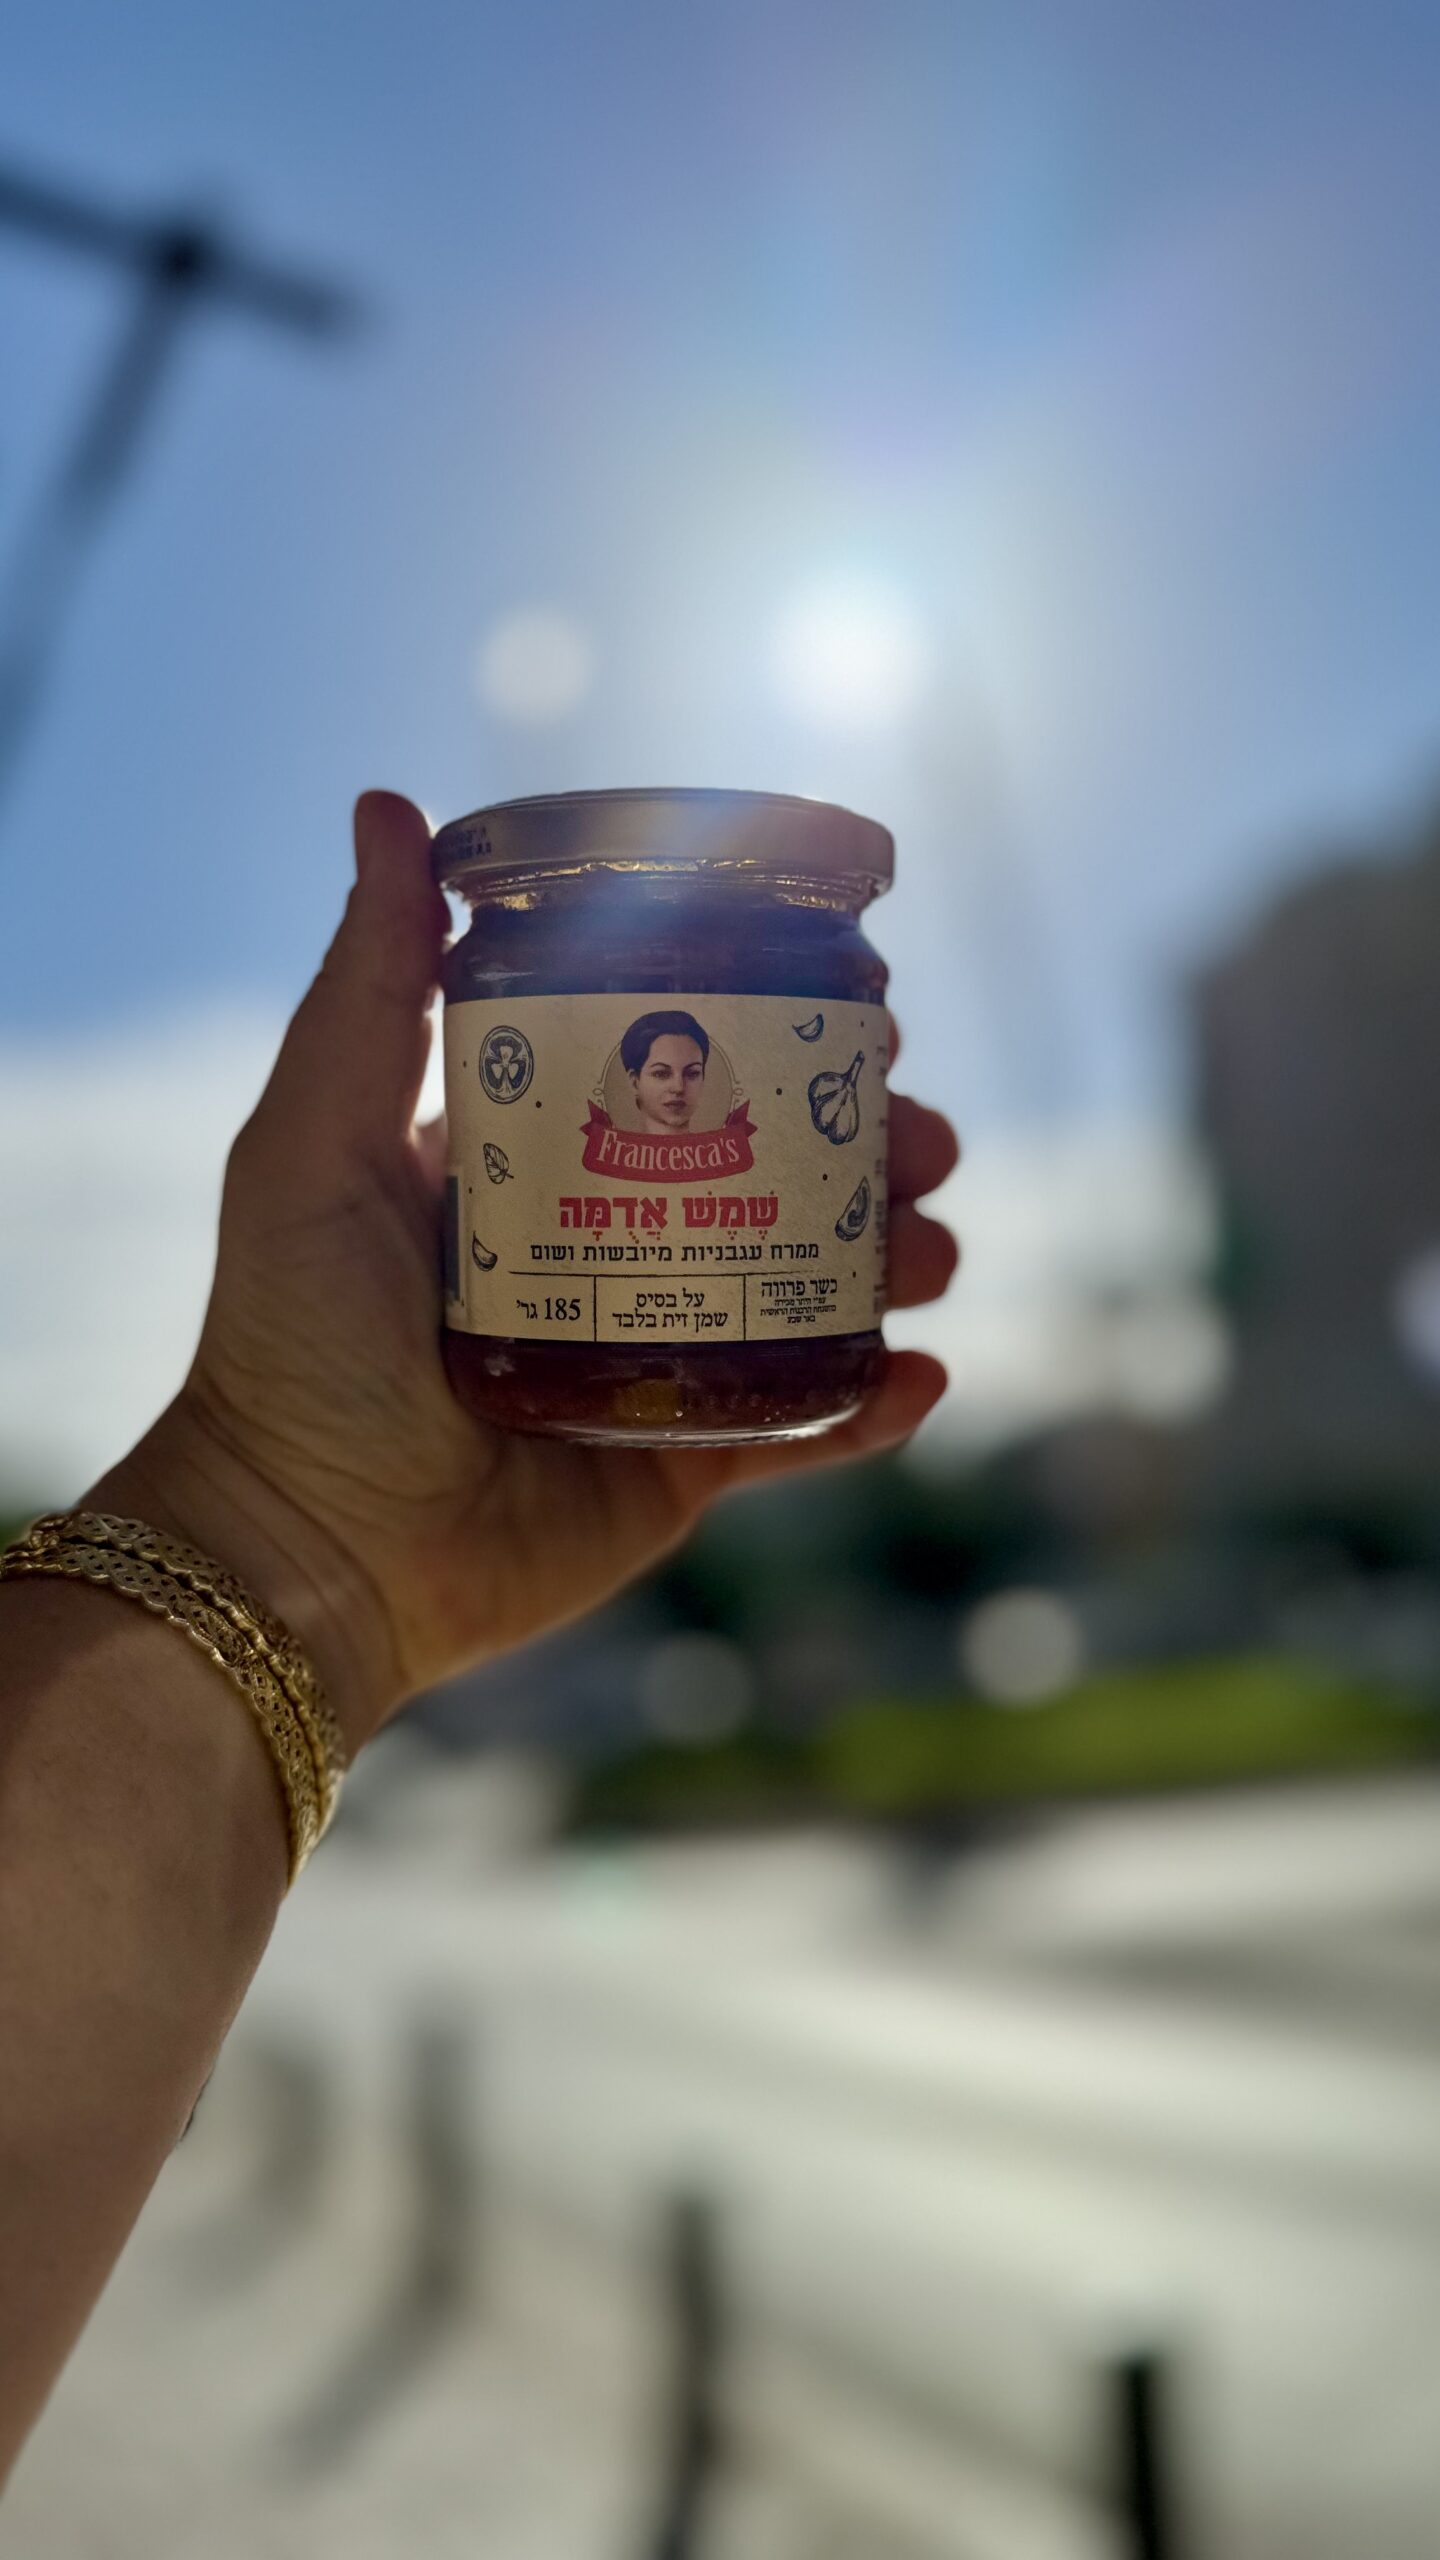 Francesca's
שֶׁמֶשׁ אֲדֻמָּה
ממרח עגבניות מיובשות ושום
כשר פרווה
על בסיס
שמן זית בלבד
185 גר'